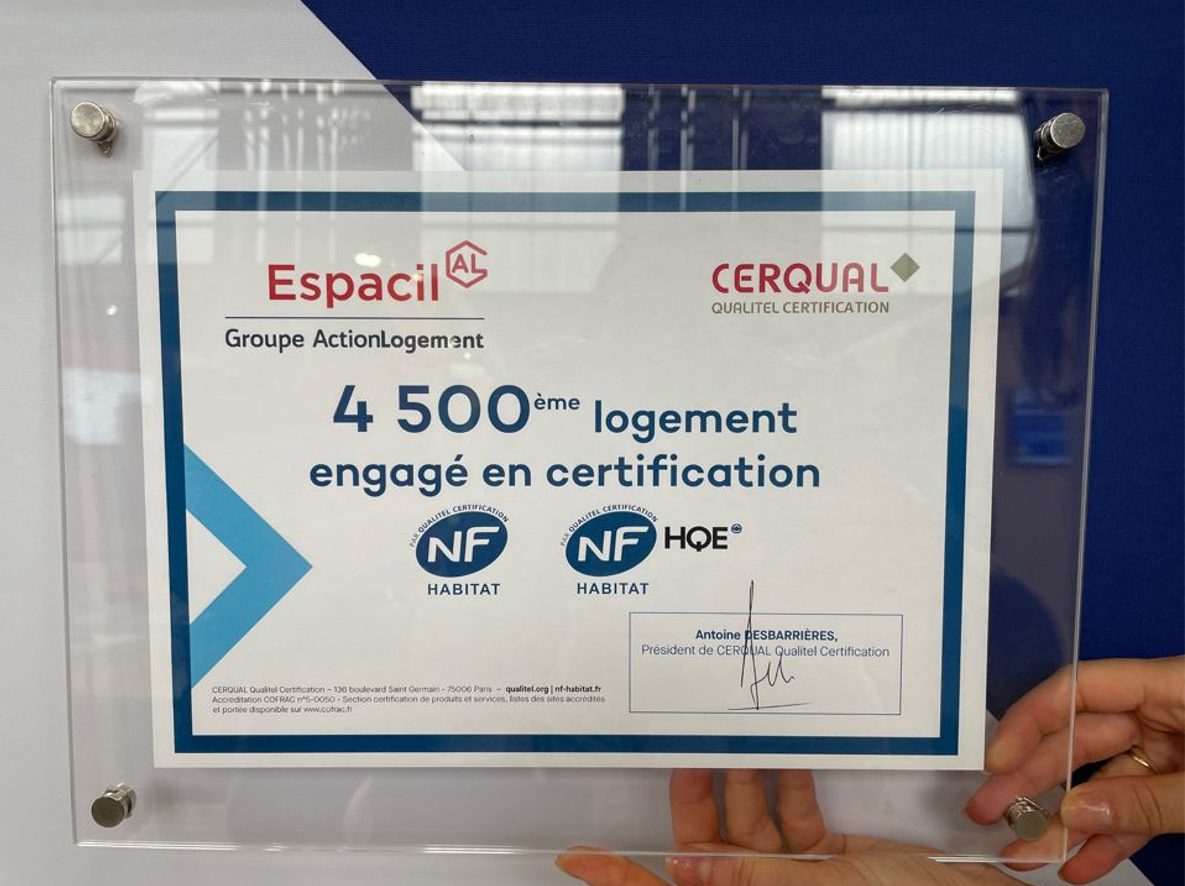 Espacil AL
Groupe ActionLogement
CERQUAL
QUALITEL CERTIFICATION
4 500ème logement
engagé en certification
PAR QUALITEL CERTIFICATION
NF
HABITAT
PAR QUALITEL CERTIFICATION
NF HQE
HABITAT
Antoine DESBARRIÈRES,
Président de CERQUAL Qualitel Certification
CERQUAL Qualitel Certification – 136 boulevard Saint Germain - 75006 Paris – qualitel.org | nf-habitat.fr
Accréditation COFRAC n°5-0050 - Section certification de produits et services, listes des sites accrédités
et portée disponible sur www.cofrac.fr